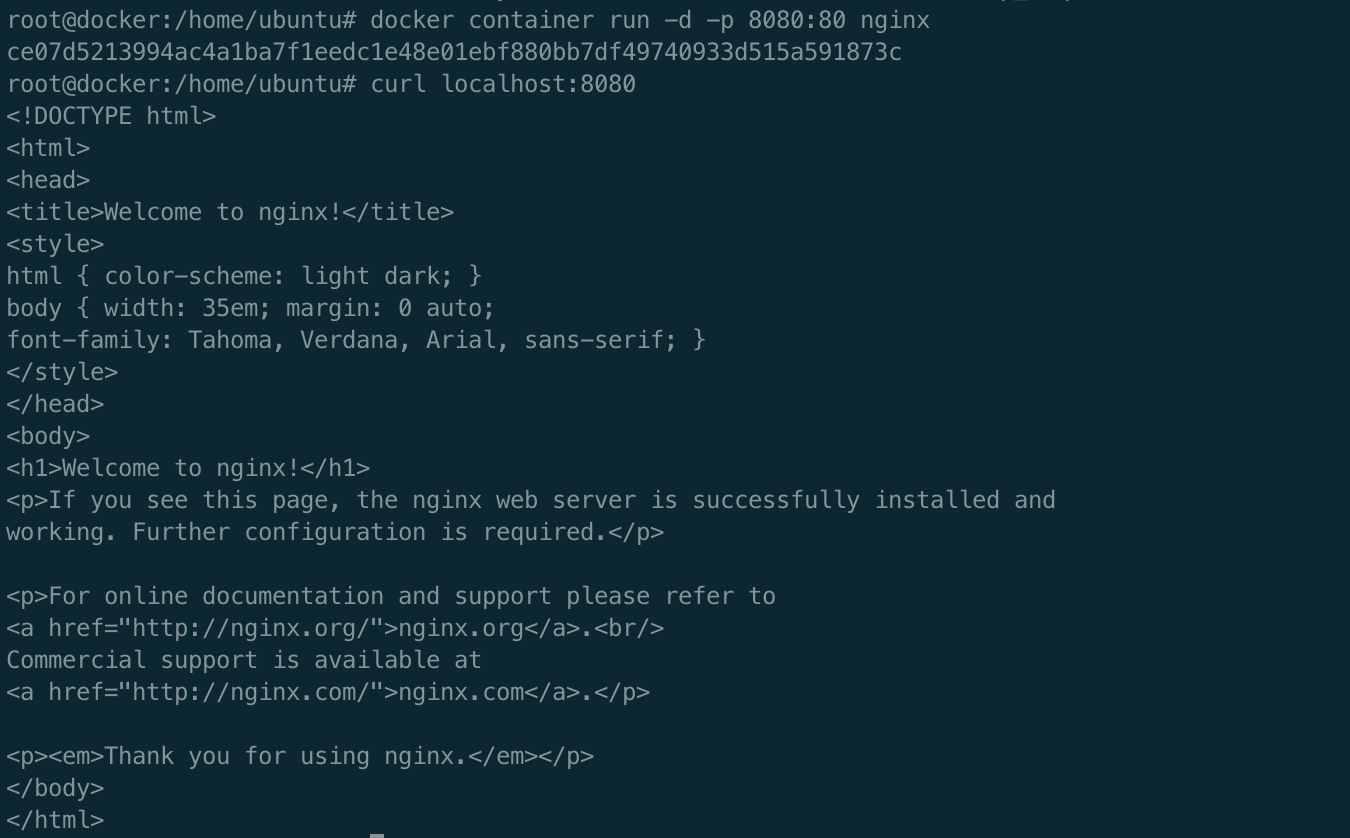 root@docker:/home/ubuntu# docker container run -d -p 8080:80 nginx
ce07d5213994ac4a1ba7f1eedc1e48e01ebf880bb7df49740933d515a591873c
root@docker:/home/ubuntu# curl localhost:8080
<!DOCTYPE html>
<html>
<head>
<title>Welcome to nginx!</title>
<style>
html { color-scheme: light dark; }
body { width: 35em; margin: 0 auto;
font-family: Tahoma, Verdana, Arial, sans-serif; }
</style>
</head>
<body>
<h1>Welcome to nginx!</h1>
<p>If you see this page, the nginx web server is successfully installed and
working. Further configuration is required.</p>

<p>For online documentation and support please refer to
<a href="http://nginx.org/">nginx.org</a>.<br/>
Commercial support is available at
<a href="http://nginx.com/">nginx.com</a>.</p>

<p><em>Thank you for using nginx.</em></p>
</body>
</html>